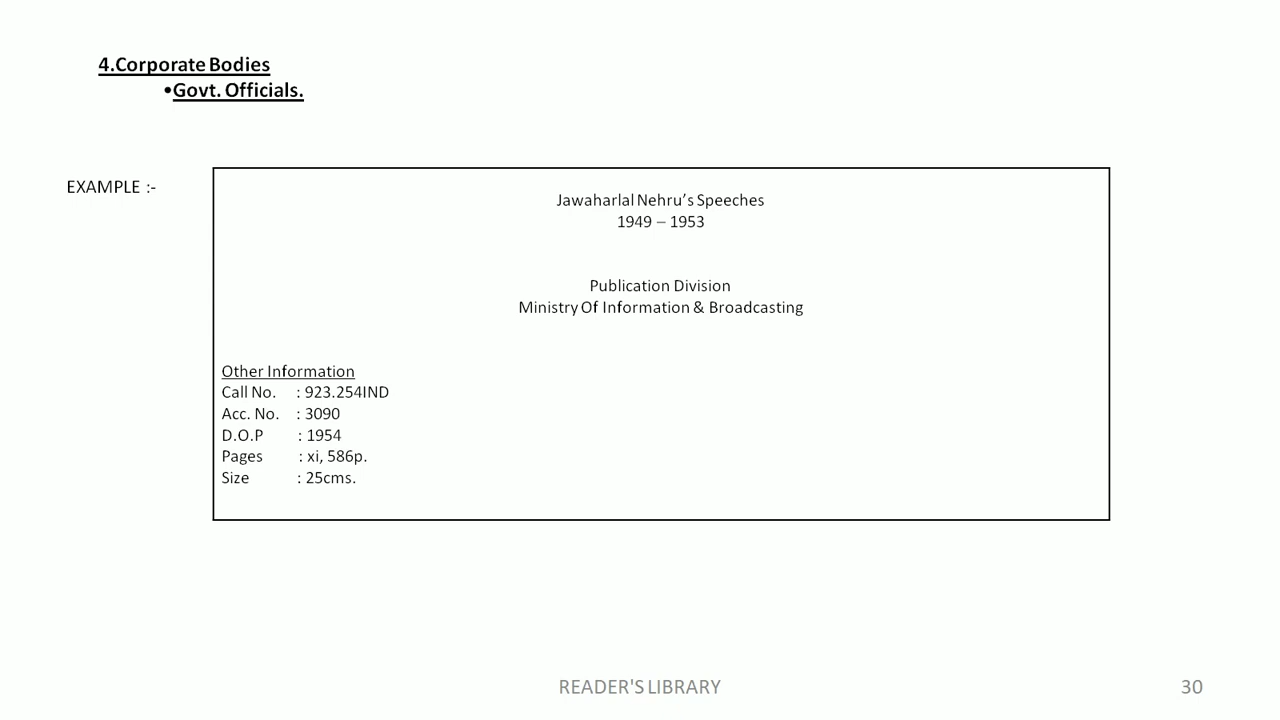 4.Corporate Bodies
•Govt. Officials.
EXAMPLE :-
Jawaharlal Nehru's Speeches
1949 – 1953
Publication Division
Ministry Of Information & Broadcasting
Other Information
Call No. : 923.254IND
Acc. No. : 3090
D.O.P : 1954
Pages : xi, 586p.
Size : 25cms.
READER'S LIBRARY
30